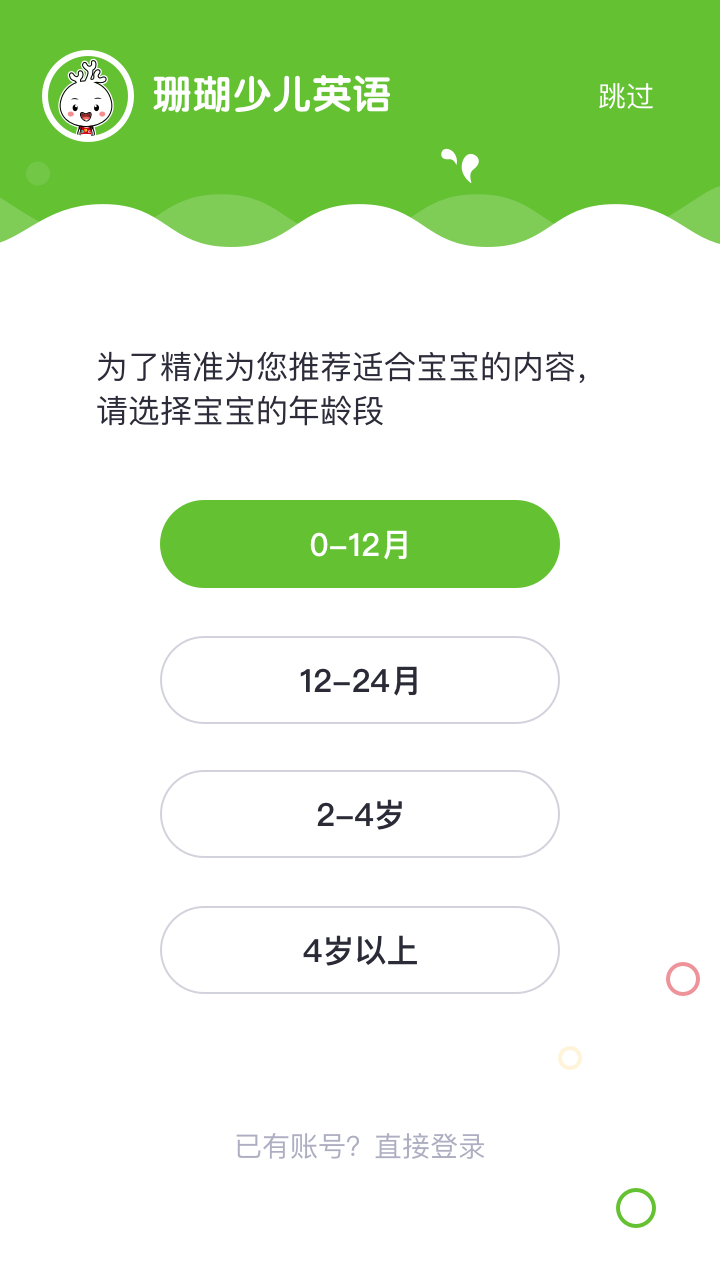 珊瑚少儿英语
跳过
为了精准为您推荐适合宝宝的内容，
请选择宝宝的年龄段
0-12月
12-24月
2-4岁
4岁以上
已有账号？直接登录